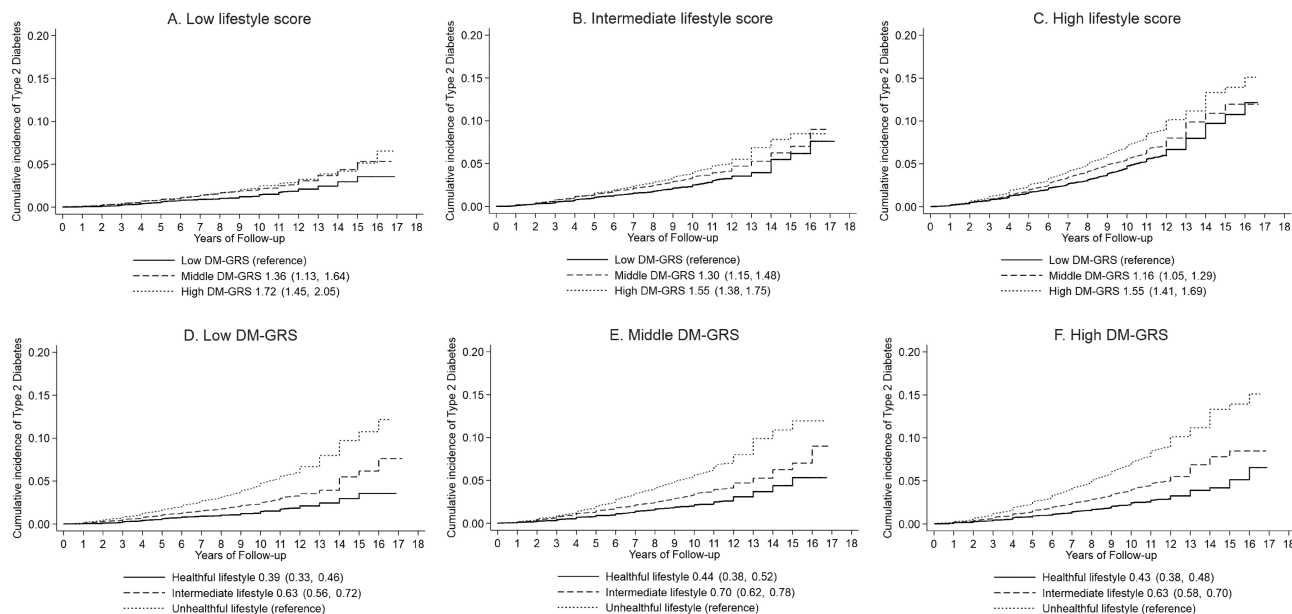 A. Low lifestyle score
Cumulative incidence of Type 2 Diabetes
0.20
0.15
0.10
0.05
0.00
0 1 2 3 4 5 6 7 8 9 10 11 12 13 14 15 16 17 18
Years of Follow-up
Low DM-GRS (reference)
Middle DM-GRS 1.36 (1.13, 1.64)
High DM-GRS 1.72 (1.45, 2.05)
B. Intermediate lifestyle score
Cumulative incidence of Type 2 Diabetes
0.20
0.15
0.10
0.05
0.00
0 1 2 3 4 5 6 7 8 9 10 11 12 13 14 15 16 17 18
Years of Follow-up
Low DM-GRS (reference)
Middle DM-GRS 1.30 (1.15, 1.48)
High DM-GRS 1.55 (1.38, 1.75)
C. High lifestyle score
Cumulative incidence of Type 2 Diabetes
0.20
0.15
0.10
0.05
0.00
0 1 2 3 4 5 6 7 8 9 10 11 12 13 14 15 16 17 18
Years of Follow-up
Low DM-GRS (reference)
Middle DM-GRS 1.16 (1.05, 1.29)
High DM-GRS 1.55 (1.41, 1.69)
D. Low DM-GRS
Cumulative incidence of Type 2 Diabetes
0.20
0.15
0.10
0.05
0.00
0 1 2 3 4 5 6 7 8 9 10 11 12 13 14 15 16 17 18
Years of Follow-up
Healthful lifestyle 0.39 (0.33, 0.46)
Intermediate lifestyle 0.63 (0.56, 0.72)
Unhealthful lifestyle (reference)
E. Middle DM-GRS
Cumulative incidence of Type 2 Diabetes
0.20
0.15
0.10
0.05
0.00
0 1 2 3 4 5 6 7 8 9 10 11 12 13 14 15 16 17 18
Years of Follow-up
Healthful lifestyle 0.44 (0.38, 0.52)
Intermediate lifestyle 0.70 (0.62, 0.78)
Unhealthful lifestyle (reference)
F. High DM-GRS
Cumulative incidence of Type 2 Diabetes
0.20
0.15
0.10
0.05
0.00
0 1 2 3 4 5 6 7 8 9 10 11 12 13 14 15 16 17 18
Years of Follow-up
Healthful lifestyle 0.43 (0.38, 0.48)
Intermediate lifestyle 0.63 (0.58, 0.70)
Unhealthful lifestyle (reference)